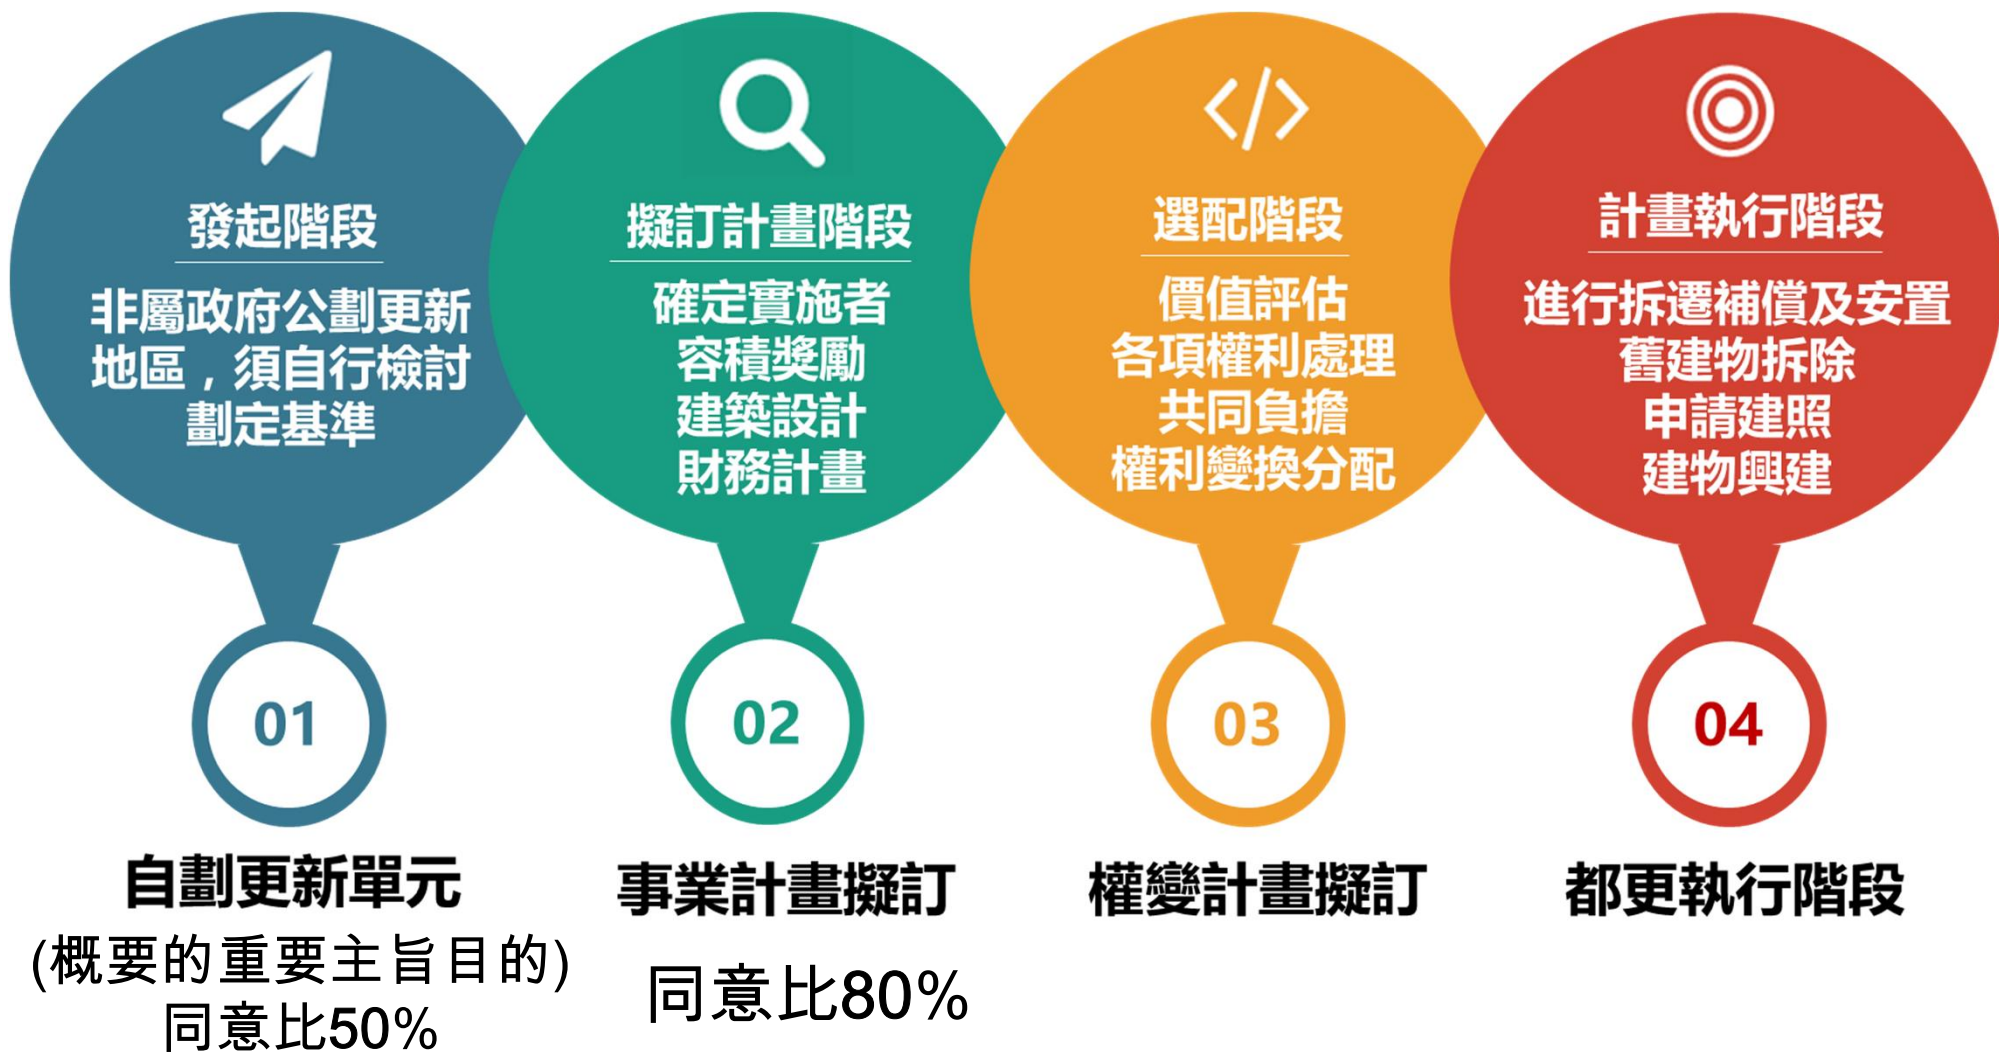 發起階段
非屬政府公劃更新
地區，須自行檢討
劃定基準
01
自劃更新單元
(概要的重要主旨目的)
同意比50%
擬訂計畫階段
確定實施者
容積獎勵
建築設計
財務計畫
02
事業計畫擬訂
同意比80%
選配階段
價值評估
各項權利處理
共同負擔
權利變換分配
03
權變計畫擬訂
計畫執行階段
進行拆遷補償及安置
舊建物拆除
申請建照
建物興建
04
都更執行階段